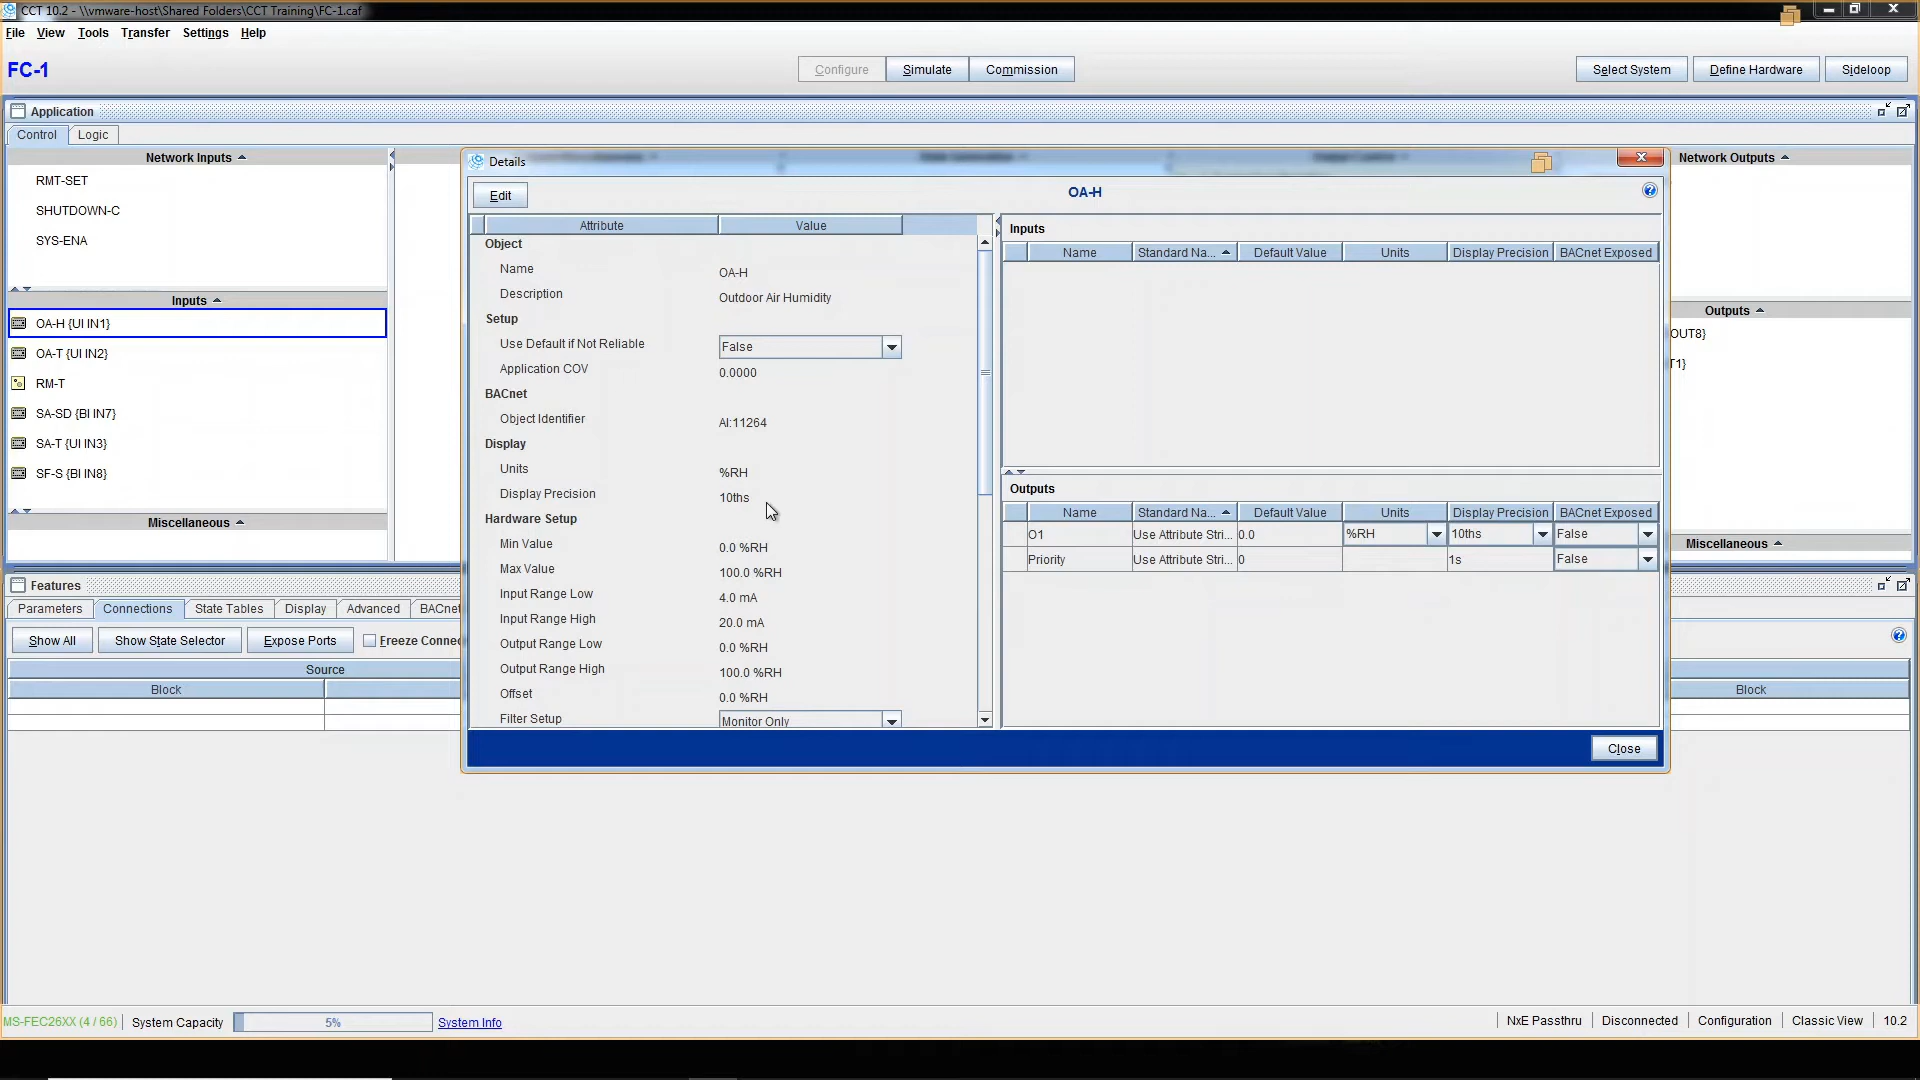 CCT 10.2 - \\vmware-host\Shared Folders\CCT Training\FC-1.caf
File View Tools Transfer Settings Help
FC-1
Configure Simulate Commission
Select System Define Hardware Sideloop
Application
Control Logic
Network Inputs
RMT-SET
SHUTDOWN-C
SYS-ENA
Inputs
OA-H {UI IN1}
OA-T {UI IN2}
RM-T
SA-SD {BI IN7}
SA-T {UI IN3}
SF-S {BI IN8}
Miscellaneous
Details
Edit
OA-H
Attribute Value
Object
Name OA-H
Description Outdoor Air Humidity
Setup
Use Default if Not Reliable False
Application COV 0.0000
BACnet
Object Identifier AI:11264
Display
Units %RH
Display Precision 10ths
Hardware Setup
Min Value 0.0 %RH
Max Value 100.0 %RH
Input Range Low 4.0 mA
Input Range High 20.0 mA
Output Range Low 0.0 %RH
Output Range High 100.0 %RH
Offset 0.0 %RH
Filter Setup Monitor Only
Inputs
Name Standard Na... Default Value Units Display Precision BACnet Exposed
Outputs
Name Standard Na... Default Value Units Display Precision BACnet Exposed
O1 Use Attribute Stri... 0.0 %RH 10ths False
Priority Use Attribute Stri... 0 1s False
Close
Network Outputs
Outputs
OUT8}
T1}
Miscellaneous
Features
Parameters Connections State Tables Display Advanced BACnet
Show All Show State Selector Expose Ports Freeze Connec
Source
Block
Block
MS-FEC26XX (4 / 66) System Capacity 5% System Info
NxE Passthru Disconnected Configuration Classic View 10.2